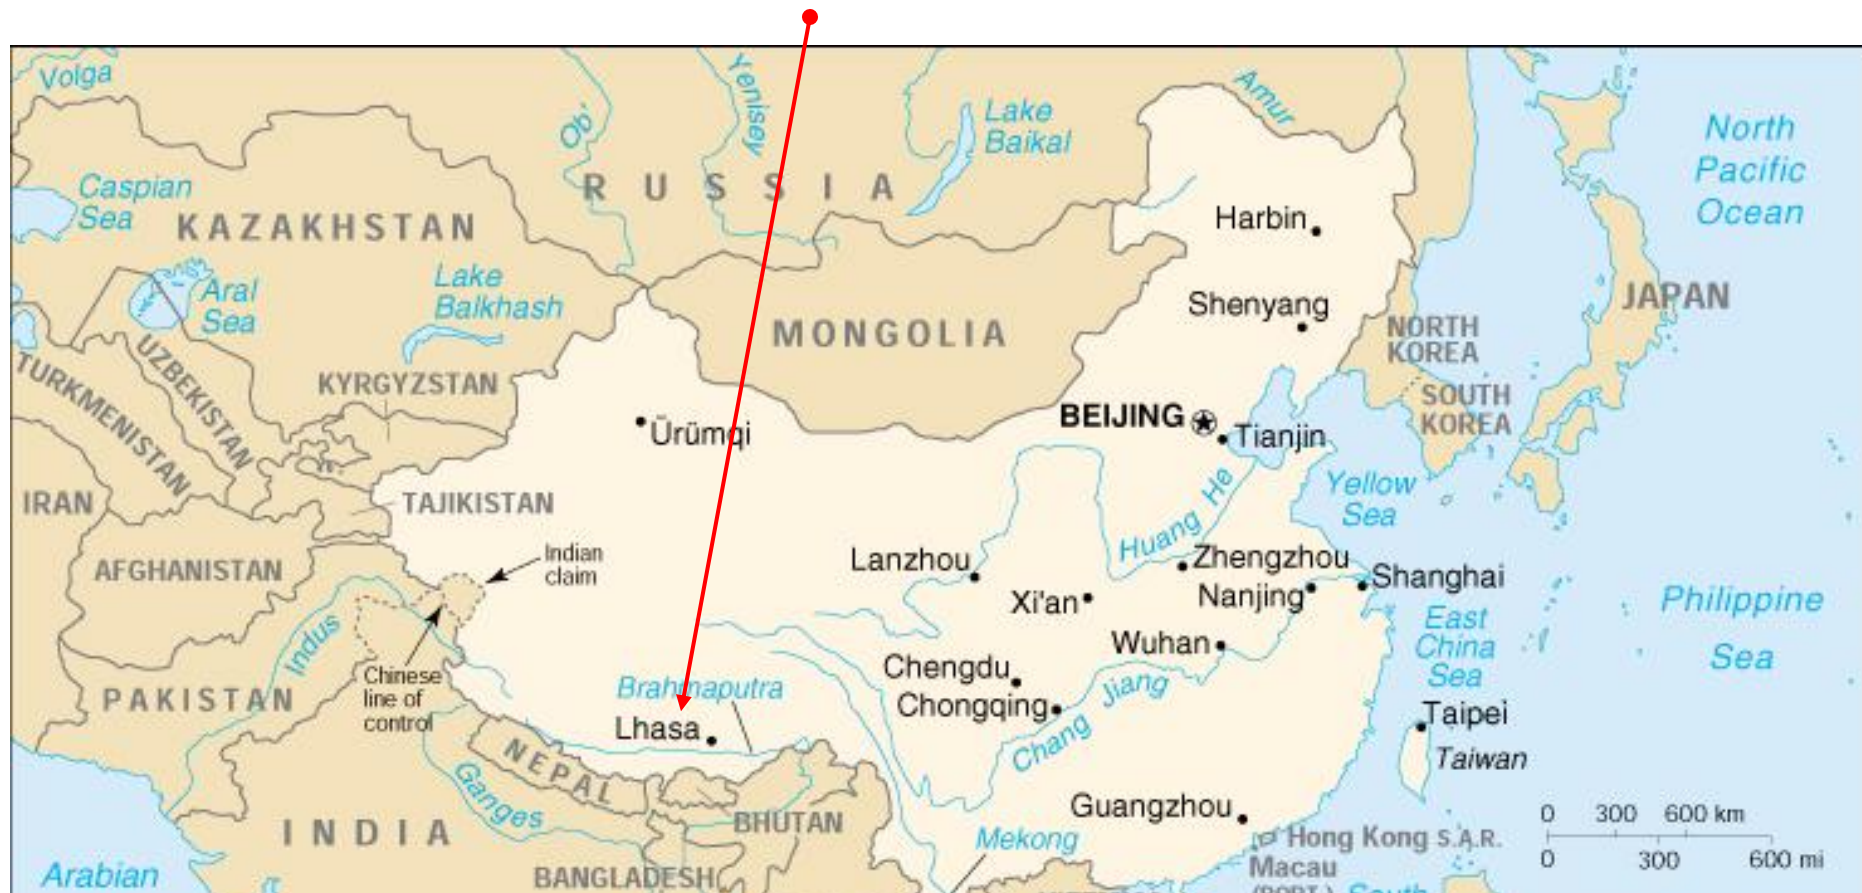 Volga
Ob'
Yenisey
Lake
Baikal
Amur
North
Pacific
Ocean
RUSSIA
Caspian
Sea
KAZAKHSTAN
Harbin
Aral
Sea
Lake
Balkhash
MONGOLIA
Shenyang
JAPAN
NORTH
KOREA
UZBEKISTAN
TURKMENISTAN
KYRGYZSTAN
SOUTH
KOREA
BEIJING
Tianjin
Ürümqi
IRAN
TAJIKISTAN
Huang He
Yellow
Sea
AFGHANISTAN
Indian
claim
Lanzhou
Zhengzhou
Xi'an
Nanjing
Shanghai
Indus
East
China
Sea
Philippine
Sea
Wuhan
Chinese
line of
control
PAKISTAN
Brahmaputra
Chengdu
Chongqing
Chang Jiang
Lhasa
Taipei
Taiwan
NEPAL
Ganges
INDIA
BHUTAN
Guangzhou
Mekong
Hong Kong S.A.R.
Macau
(PORT.)
South
BANGLADESH
Arabian
0 300 600 km
0 300 600 mi